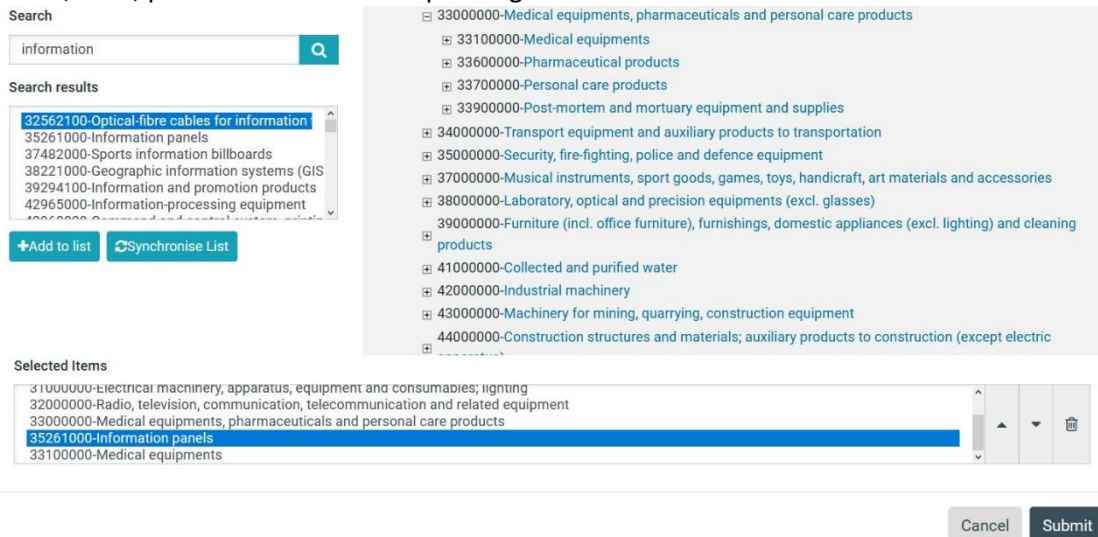 Search
information
Search results
32562100-Optical-fibre cables for information
35261000-Information panels
37482000-Sports information billboards
38221000-Geographic information systems (GIS
39294100-Information and promotion products
42965000-Information-processing equipment
+Add to list
Synchronise List
33000000-Medical equipments, pharmaceuticals and personal care products
33100000-Medical equipments
33600000-Pharmaceutical products
33700000-Personal care products
33900000-Post-mortem and mortuary equipment and supplies
34000000-Transport equipment and auxiliary products to transportation
35000000-Security, fire-fighting, police and defence equipment
37000000-Musical instruments, sport goods, games, toys, handicraft, art materials and accessories
38000000-Laboratory, optical and precision equipments (excl. glasses)
39000000-Furniture (incl. office furniture), furnishings, domestic appliances (excl. lighting) and cleaning
products
41000000-Collected and purified water
42000000-Industrial machinery
43000000-Machinery for mining, quarrying, construction equipment
44000000-Construction structures and materials; auxiliary products to construction (except electric
Selected Items
31000000-Electrical machinery, apparatus, equipment and consumables; lighting
32000000-Radio, television, communication, telecommunication and related equipment
33000000-Medical equipments, pharmaceuticals and personal care products
35261000-Information panels
33100000-Medical equipments
Cancel
Submit